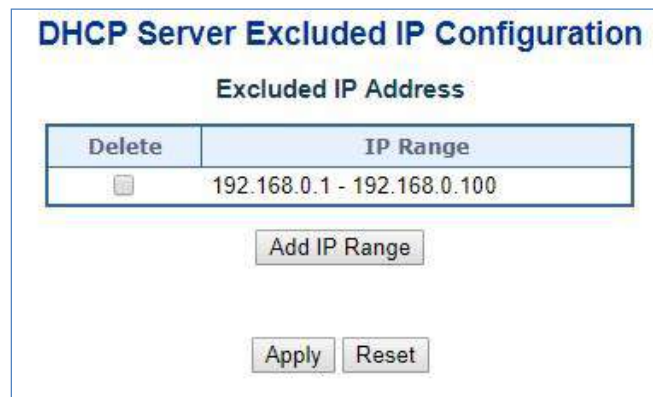 DHCP Server Excluded IP Configuration
Excluded IP Address
Delete IP Range
192.168.0.1 - 192.168.0.100
Add IP Range
Apply Reset